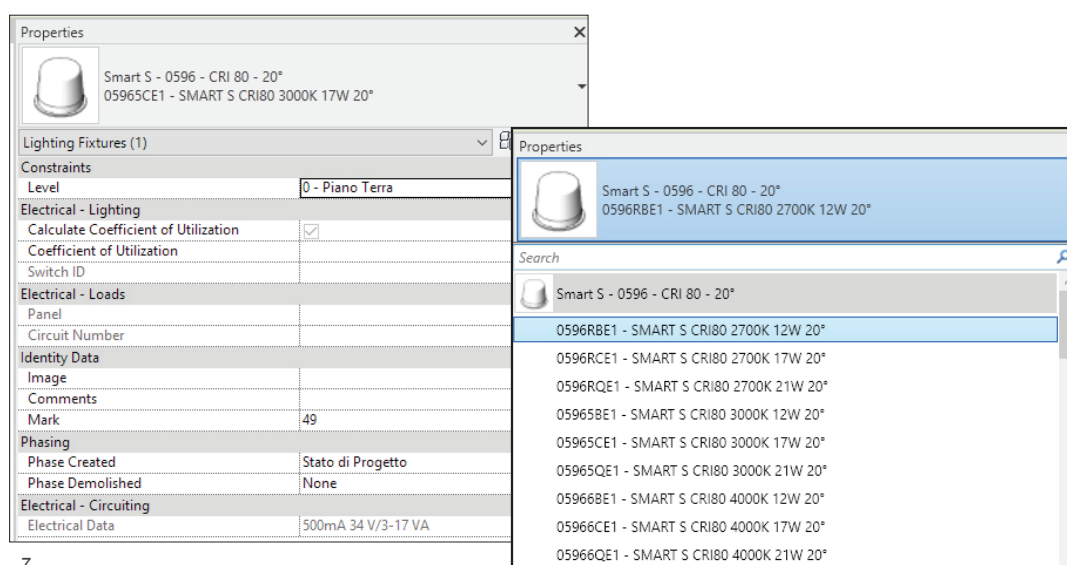 Properties
Smart S - 0596 - CRI 80 - 20°
05965CE1 - SMART S CRI80 3000K 17W 20°
Lighting Fixtures (1)
Constraints
Level 0 - Piano Terra
Electrical - Lighting
Calculate Coefficient of Utilization
Coefficient of Utilization
Switch ID
Electrical - Loads
Panel
Circuit Number
Identity Data
Image
Comments
Mark 49
Phasing
Phase Created Stato di Progetto
Phase Demolished None
Electrical - Circuiting
Electrical Data 500mA 34 V/3-17 VA
Properties
Smart S - 0596 - CRI 80 - 20°
0596RBE1 - SMART S CRI80 2700K 12W 20°
Search
Smart S - 0596 - CRI 80 - 20°
0596RBE1 - SMART S CRI80 2700K 12W 20°
0596RCE1 - SMART S CRI80 2700K 17W 20°
0596RQE1 - SMART S CRI80 2700K 21W 20°
05965BE1 - SMART S CRI80 3000K 12W 20°
05965CE1 - SMART S CRI80 3000K 17W 20°
05965QE1 - SMART S CRI80 3000K 21W 20°
05966BE1 - SMART S CRI80 4000K 12W 20°
05966CE1 - SMART S CRI80 4000K 17W 20°
05966QE1 - SMART S CRI80 4000K 21W 20°